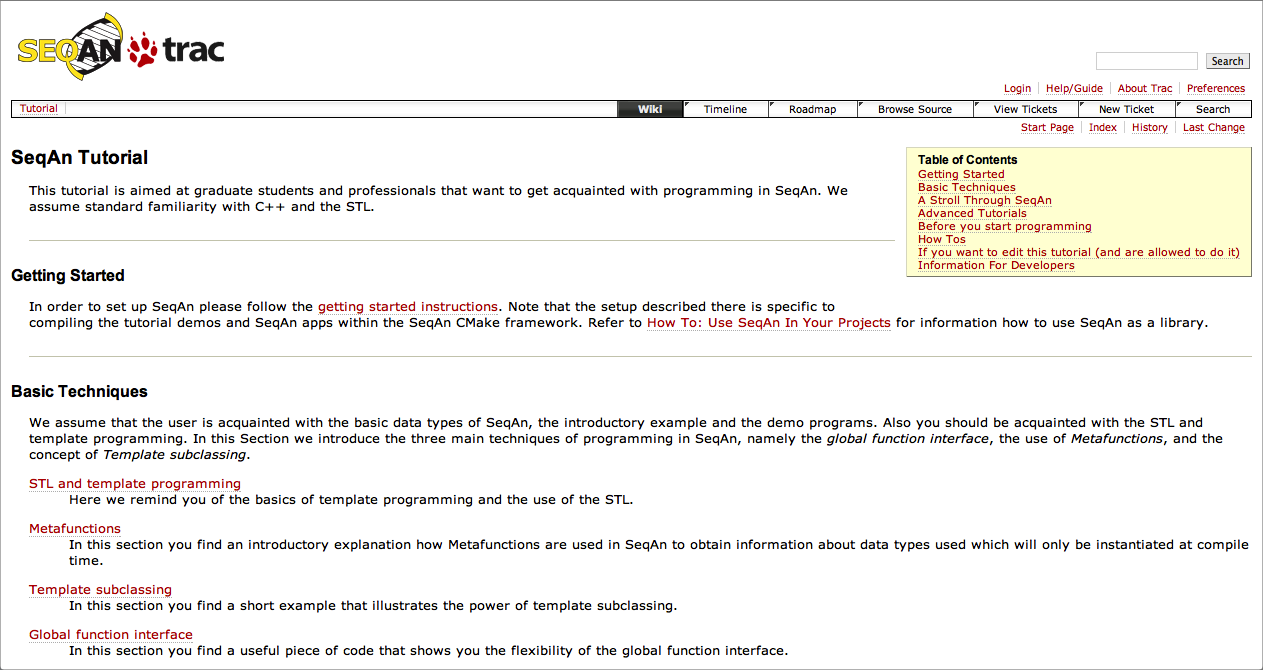 SEQAN trac
Search
Login Help/Guide About Trac Preferences
Tutorial Wiki Timeline Roadmap Browse Source View Tickets New Ticket Search
Start Page Index History Last Change
SeqAn Tutorial
This tutorial is aimed at graduate students and professionals that want to get acquainted with programming in SeqAn. We
assume standard familiarity with C++ and the STL.
Table of Contents
Getting Started
Basic Techniques
A Stroll Through SeqAn
Advanced Tutorials
Before you start programming
How Tos
If you want to edit this tutorial (and are allowed to do it)
Information For Developers
Getting Started
In order to set up SeqAn please follow the getting started instructions. Note that the setup described there is specific to
compiling the tutorial demos and SeqAn apps within the SeqAn CMake framework. Refer to How To: Use SeqAn In Your Projects for information how to use SeqAn as a library.
Basic Techniques
We assume that the user is acquainted with the basic data types of SeqAn, the introductory example and the demo programs. Also you should be acquainted with the STL and
template programming. In this Section we introduce the three main techniques of programming in SeqAn, namely the global function interface, the use of Metafunctions, and the
concept of Template subclassing.
STL and template programming
Here we remind you of the basics of template programming and the use of the STL.
Metafunctions
In this section you find an introductory explanation how Metafunctions are used in SeqAn to obtain information about data types used which will only be instantiated at compile
time.
Template subclassing
In this section you find a short example that illustrates the power of template subclassing.
Global function interface
In this section you find a useful piece of code that shows you the flexibility of the global function interface.